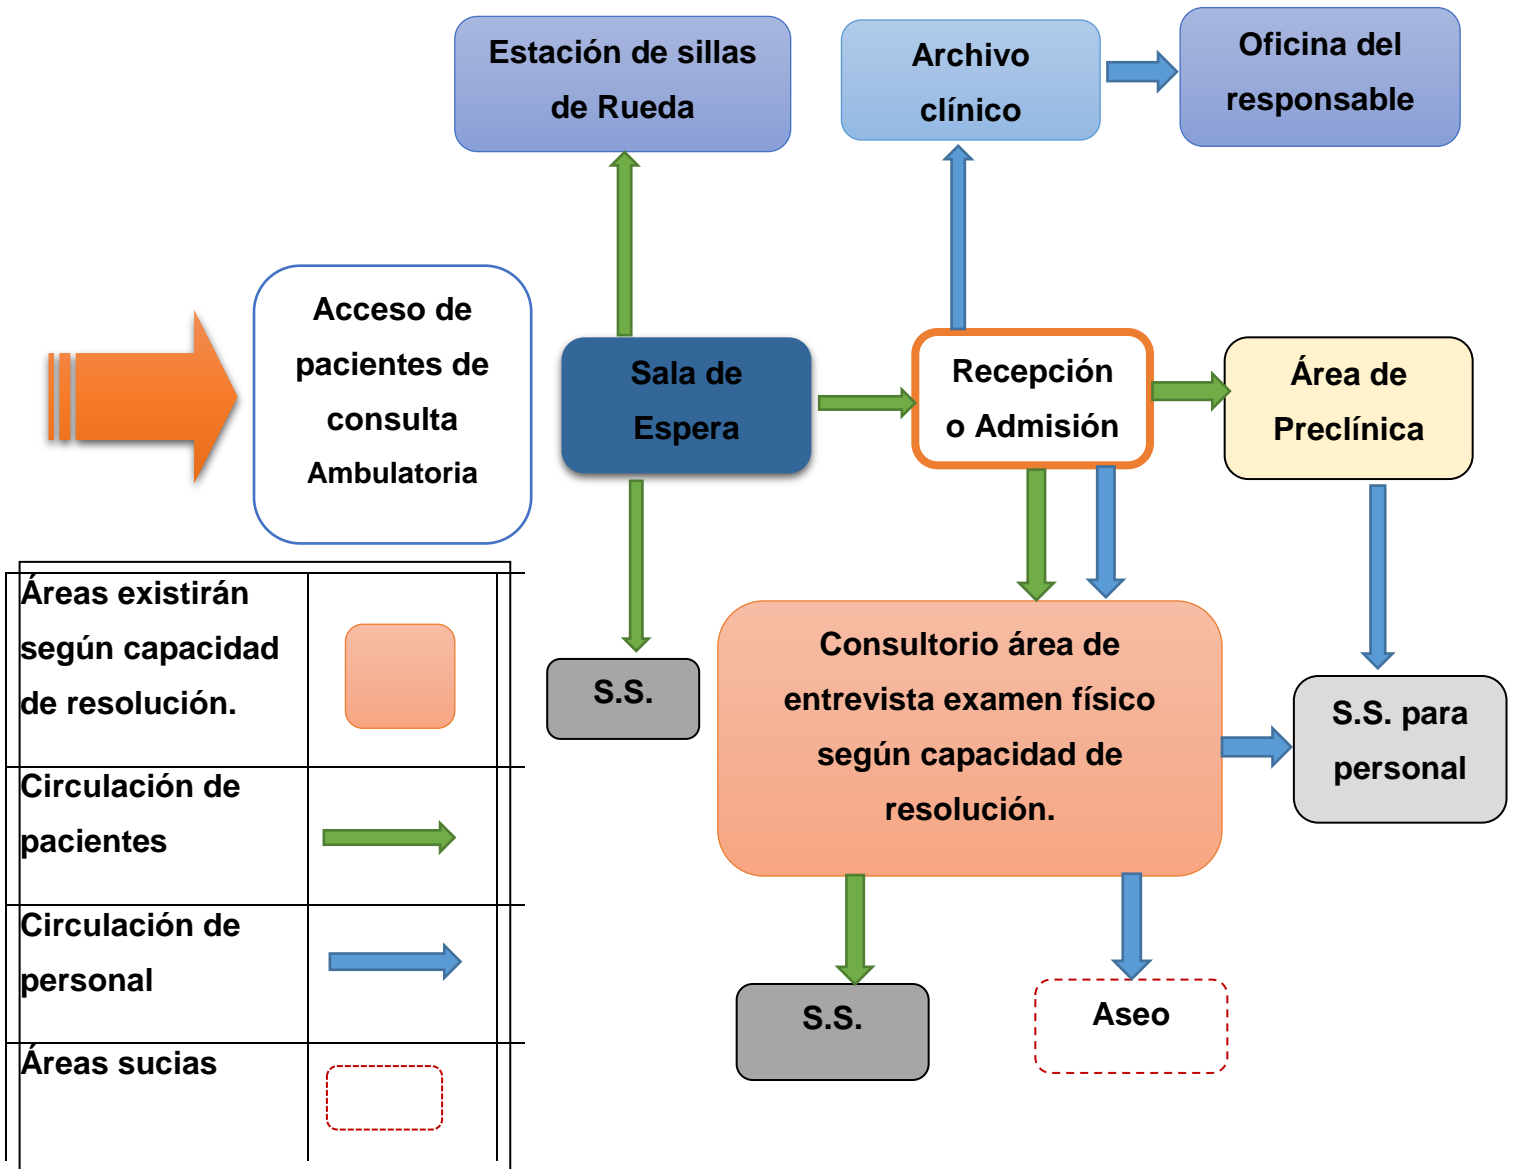 Estación de sillas
de Rueda
Archivo
clínico
Oficina del
responsable
Acceso de
pacientes de
consulta
Ambulatoria
Sala de
Espera
Recepción
o Admisión
Área de
Preclínica
S.S.
Consultorio área de
entrevista examen físico
según capacidad de
resolución.
S.S. para
personal
S.S.
Aseo
Áreas existirán
según capacidad
de resolución.
Circulación de
pacientes
Circulación de
personal
Áreas sucias